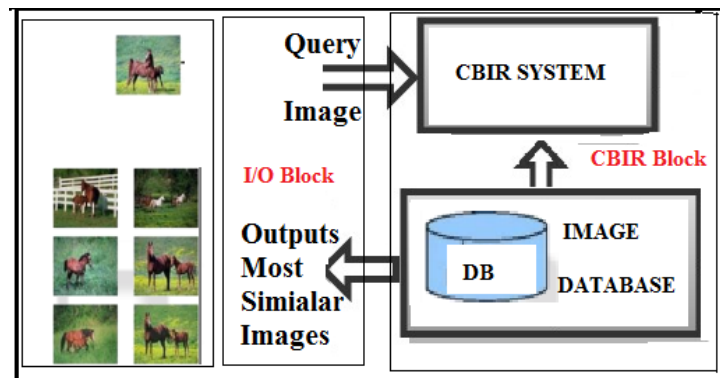 Query
Image
CBIR SYSTEM
I/O Block
CBIR Block
Outputs
Most
Simialar
Images
DB
IMAGE
DATABASE